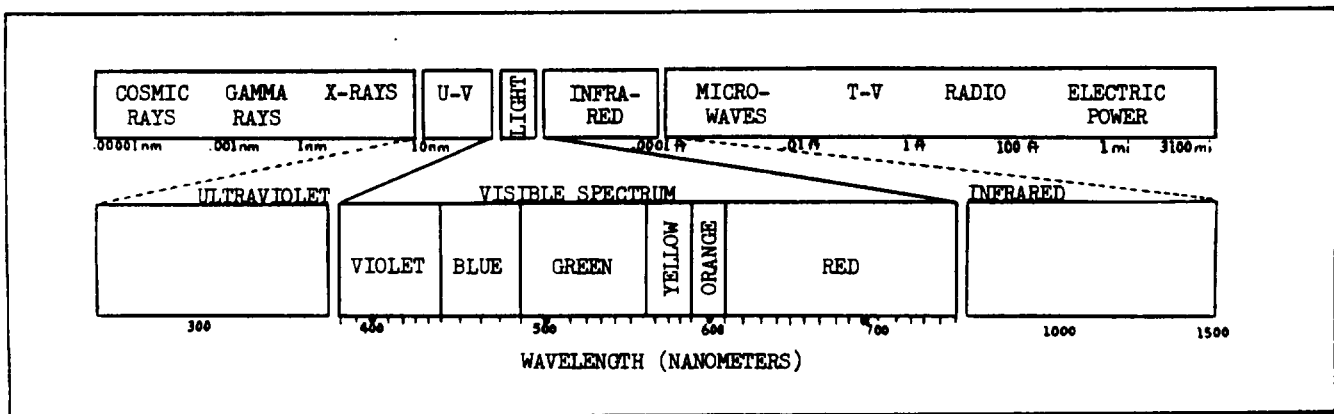 COSMIC RAYS GAMMA RAYS X-RAYS U-V LIGHT INFRA-RED MICRO-WAVES T-V RADIO ELECTRIC POWER
.00001nm .001nm 1nm 10nm .0001 ft .01 ft 1 ft 100 ft 1 mi 3100 mi
ULTRAVIOLET VISIBLE SPECTRUM INFRARED
VIOLET BLUE GREEN YELLOW ORANGE RED
300 400 500 600 700 1000 1500
WAVELENGTH (NANOMETERS)